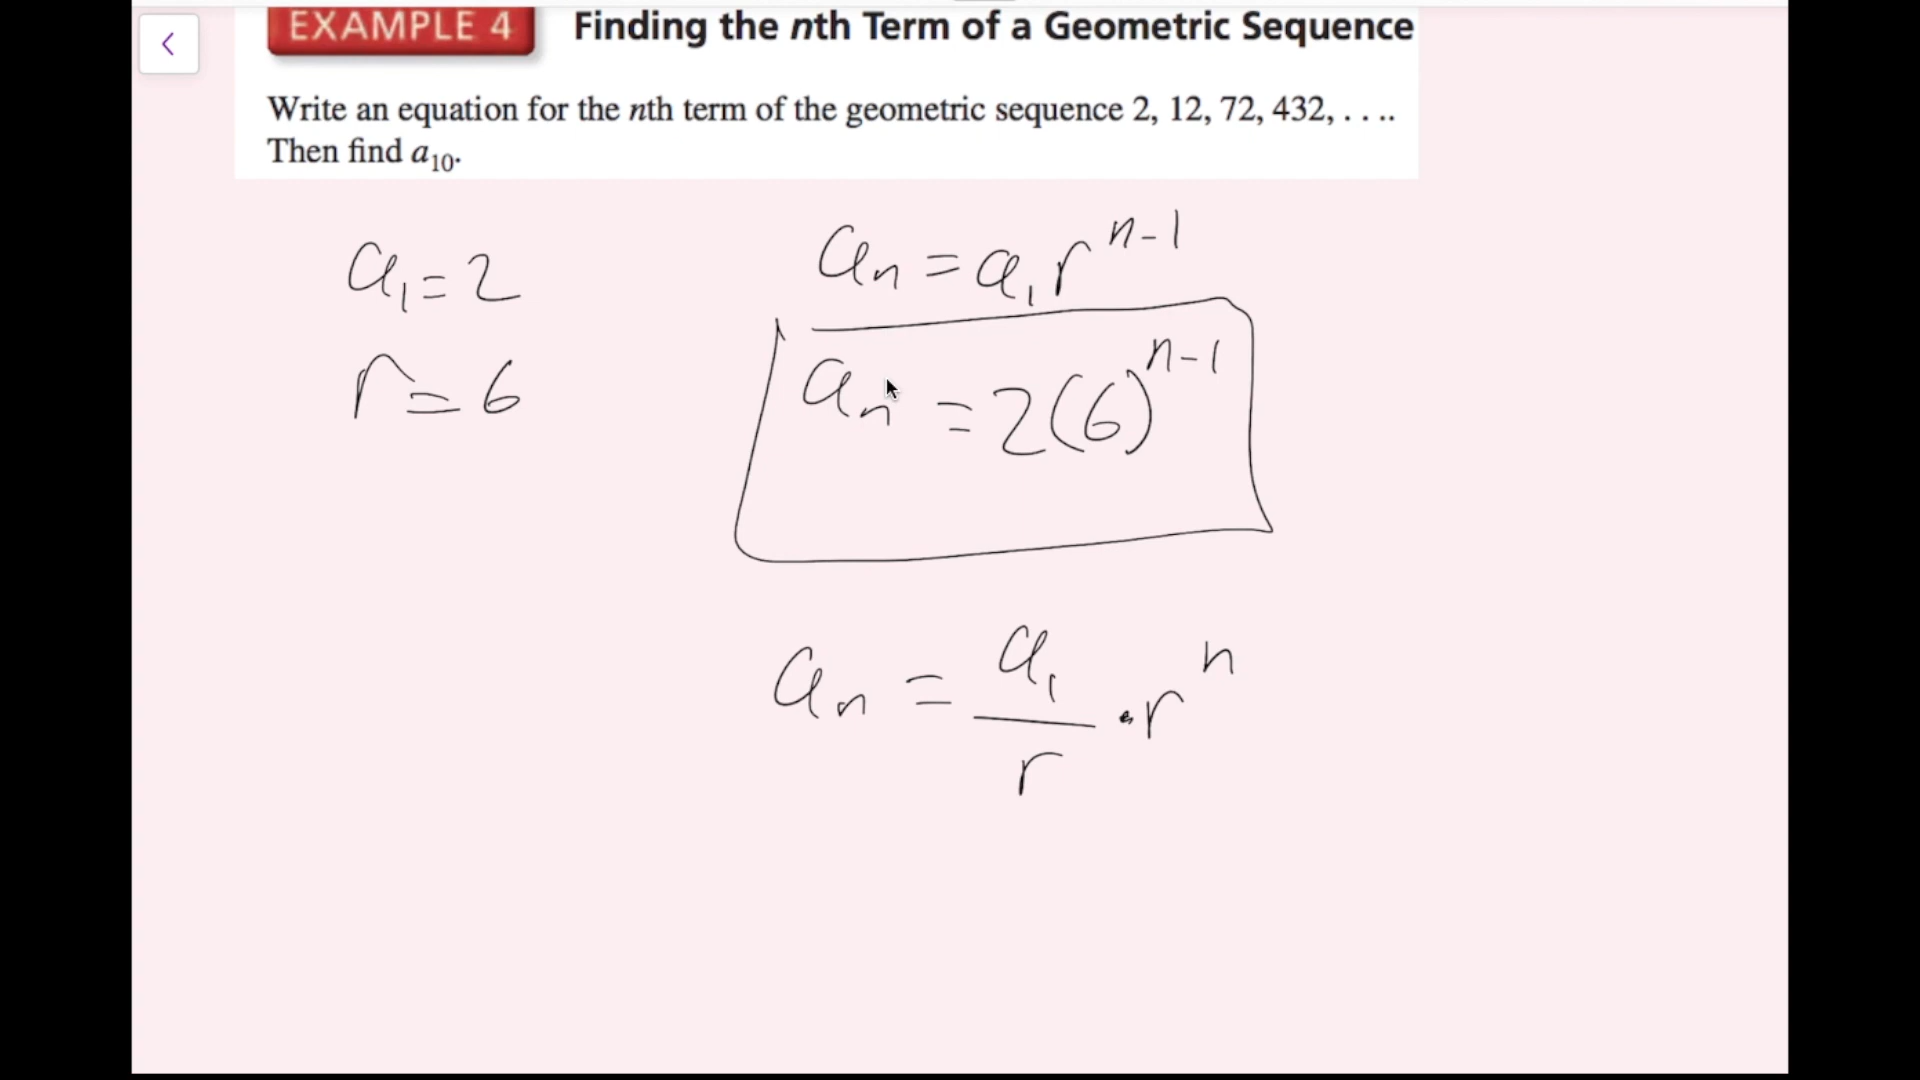 EXAMPLE 4 Finding the nth Term of a Geometric Sequence
Write an equation for the nth term of the geometric sequence 2, 12, 72, 432, . . ..
Then find a₁₀.
a₁ = 2
r = 6
aₙ = a₁ rⁿ⁻¹
aₙ = 2(6)ⁿ⁻¹
aₙ = a₁/r · rⁿ